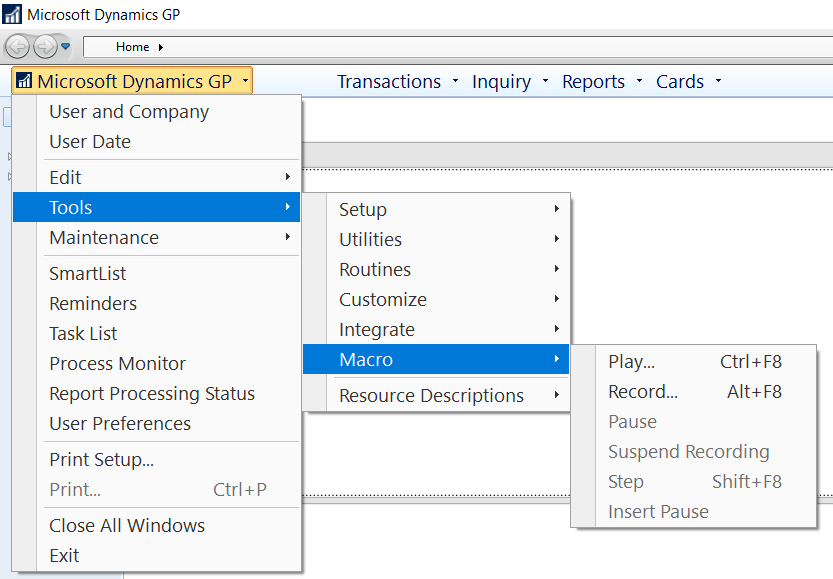 Microsoft Dynamics GP
Home
Microsoft Dynamics GP Transactions Inquiry Reports Cards
User and Company
User Date
Edit
Tools
Maintenance
SmartList
Reminders
Task List
Process Monitor
Report Processing Status
User Preferences
Print Setup...
Print... Ctrl+P
Close All Windows
Exit
Setup
Utilities
Routines
Customize
Integrate
Macro
Resource Descriptions
Play... Ctrl+F8
Record... Alt+F8
Pause
Suspend Recording
Step Shift+F8
Insert Pause